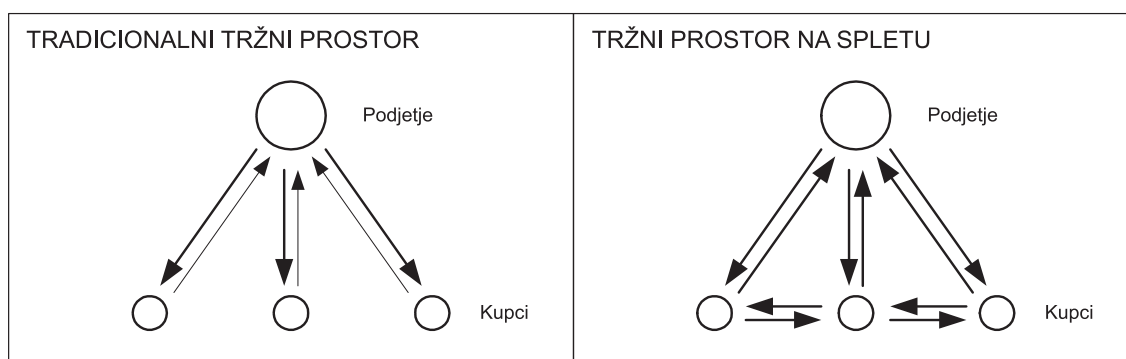 TRADICIONALNI TRŽNI PROSTOR
Podjetje
Kupci
TRŽNI PROSTOR NA SPLETU
Podjetje
Kupci